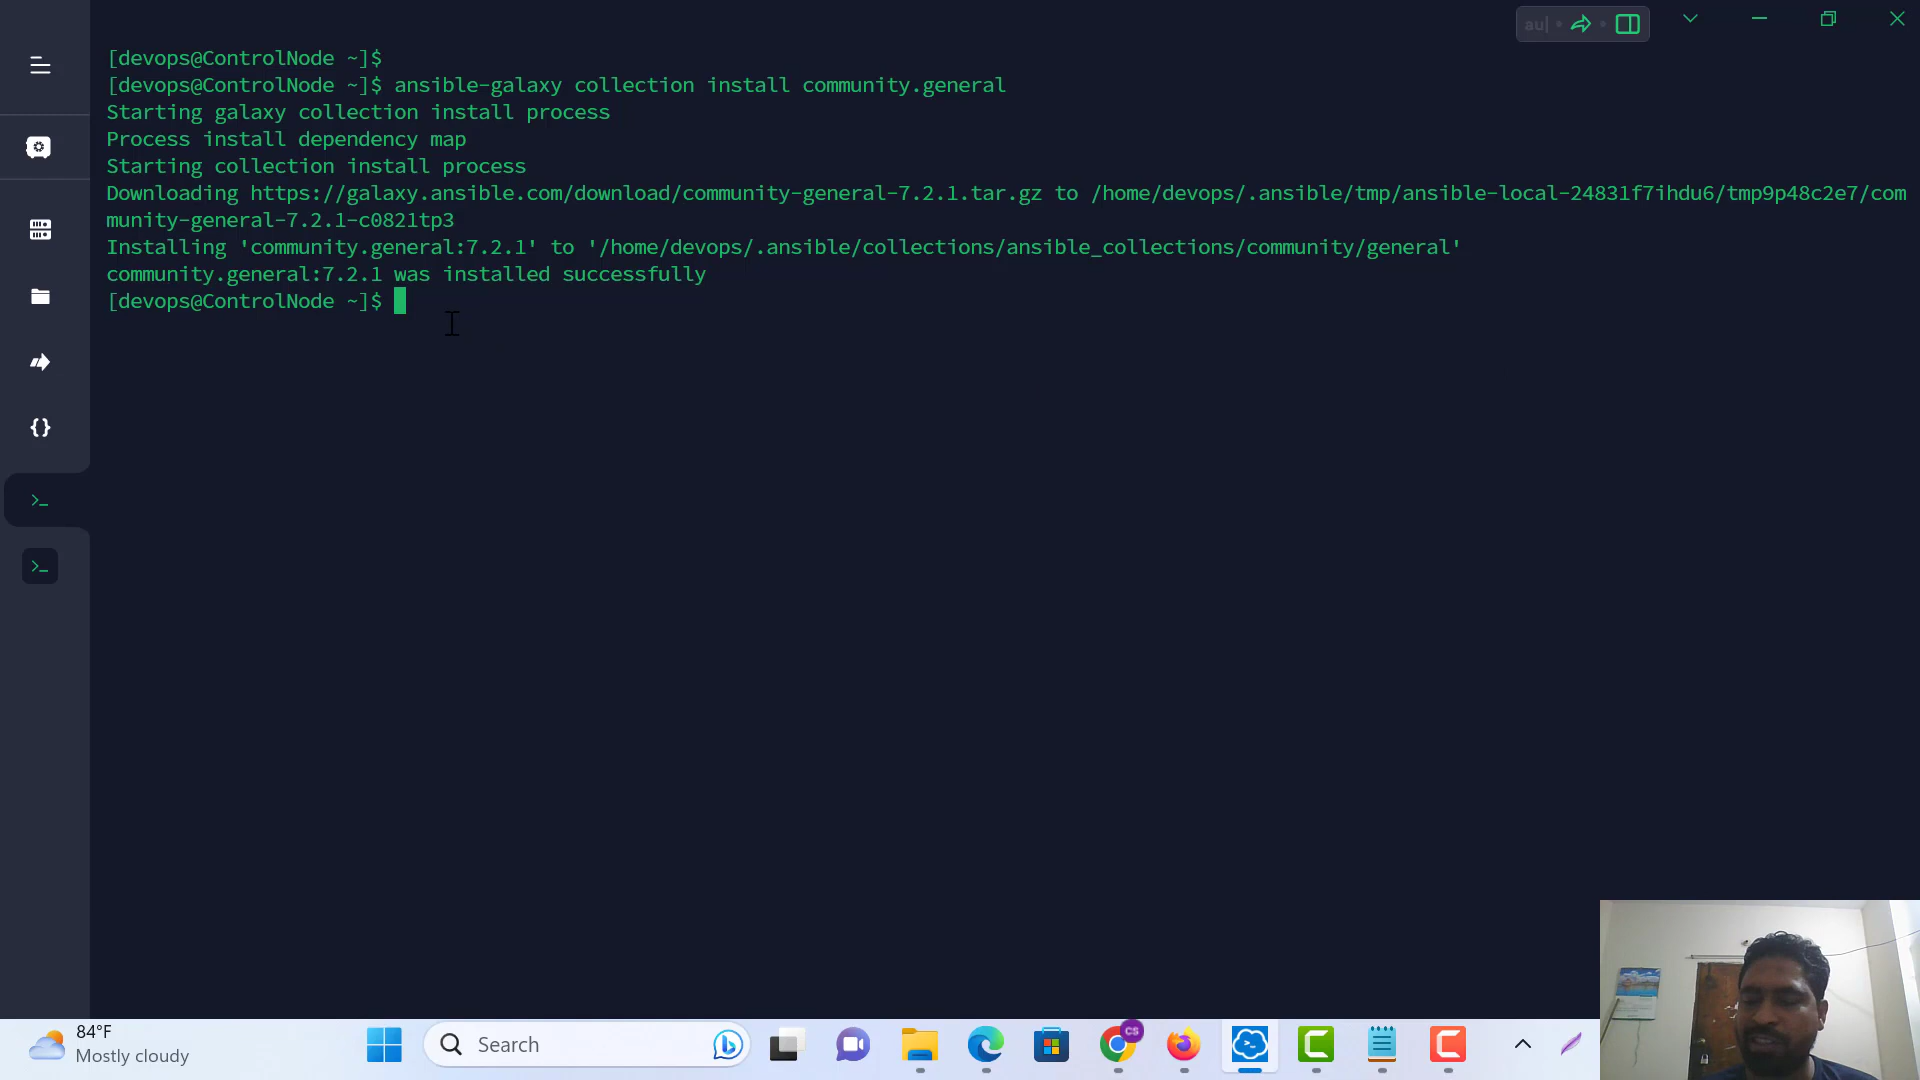 au|
[devops@ControlNode ~]$
[devops@ControlNode ~]$ ansible-galaxy collection install community.general
Starting galaxy collection install process
Process install dependency map
Starting collection install process
Downloading https://galaxy.ansible.com/download/community-general-7.2.1.tar.gz to /home/devops/.ansible/tmp/ansible-local-24831f7ihdu6/tmp9p48c2e7/com
munity-general-7.2.1-c0821tp3
Installing 'community.general:7.2.1' to '/home/devops/.ansible/collections/ansible_collections/community/general'
community.general:7.2.1 was installed successfully
[devops@ControlNode ~]$
84°F
Mostly cloudy
Search
CS